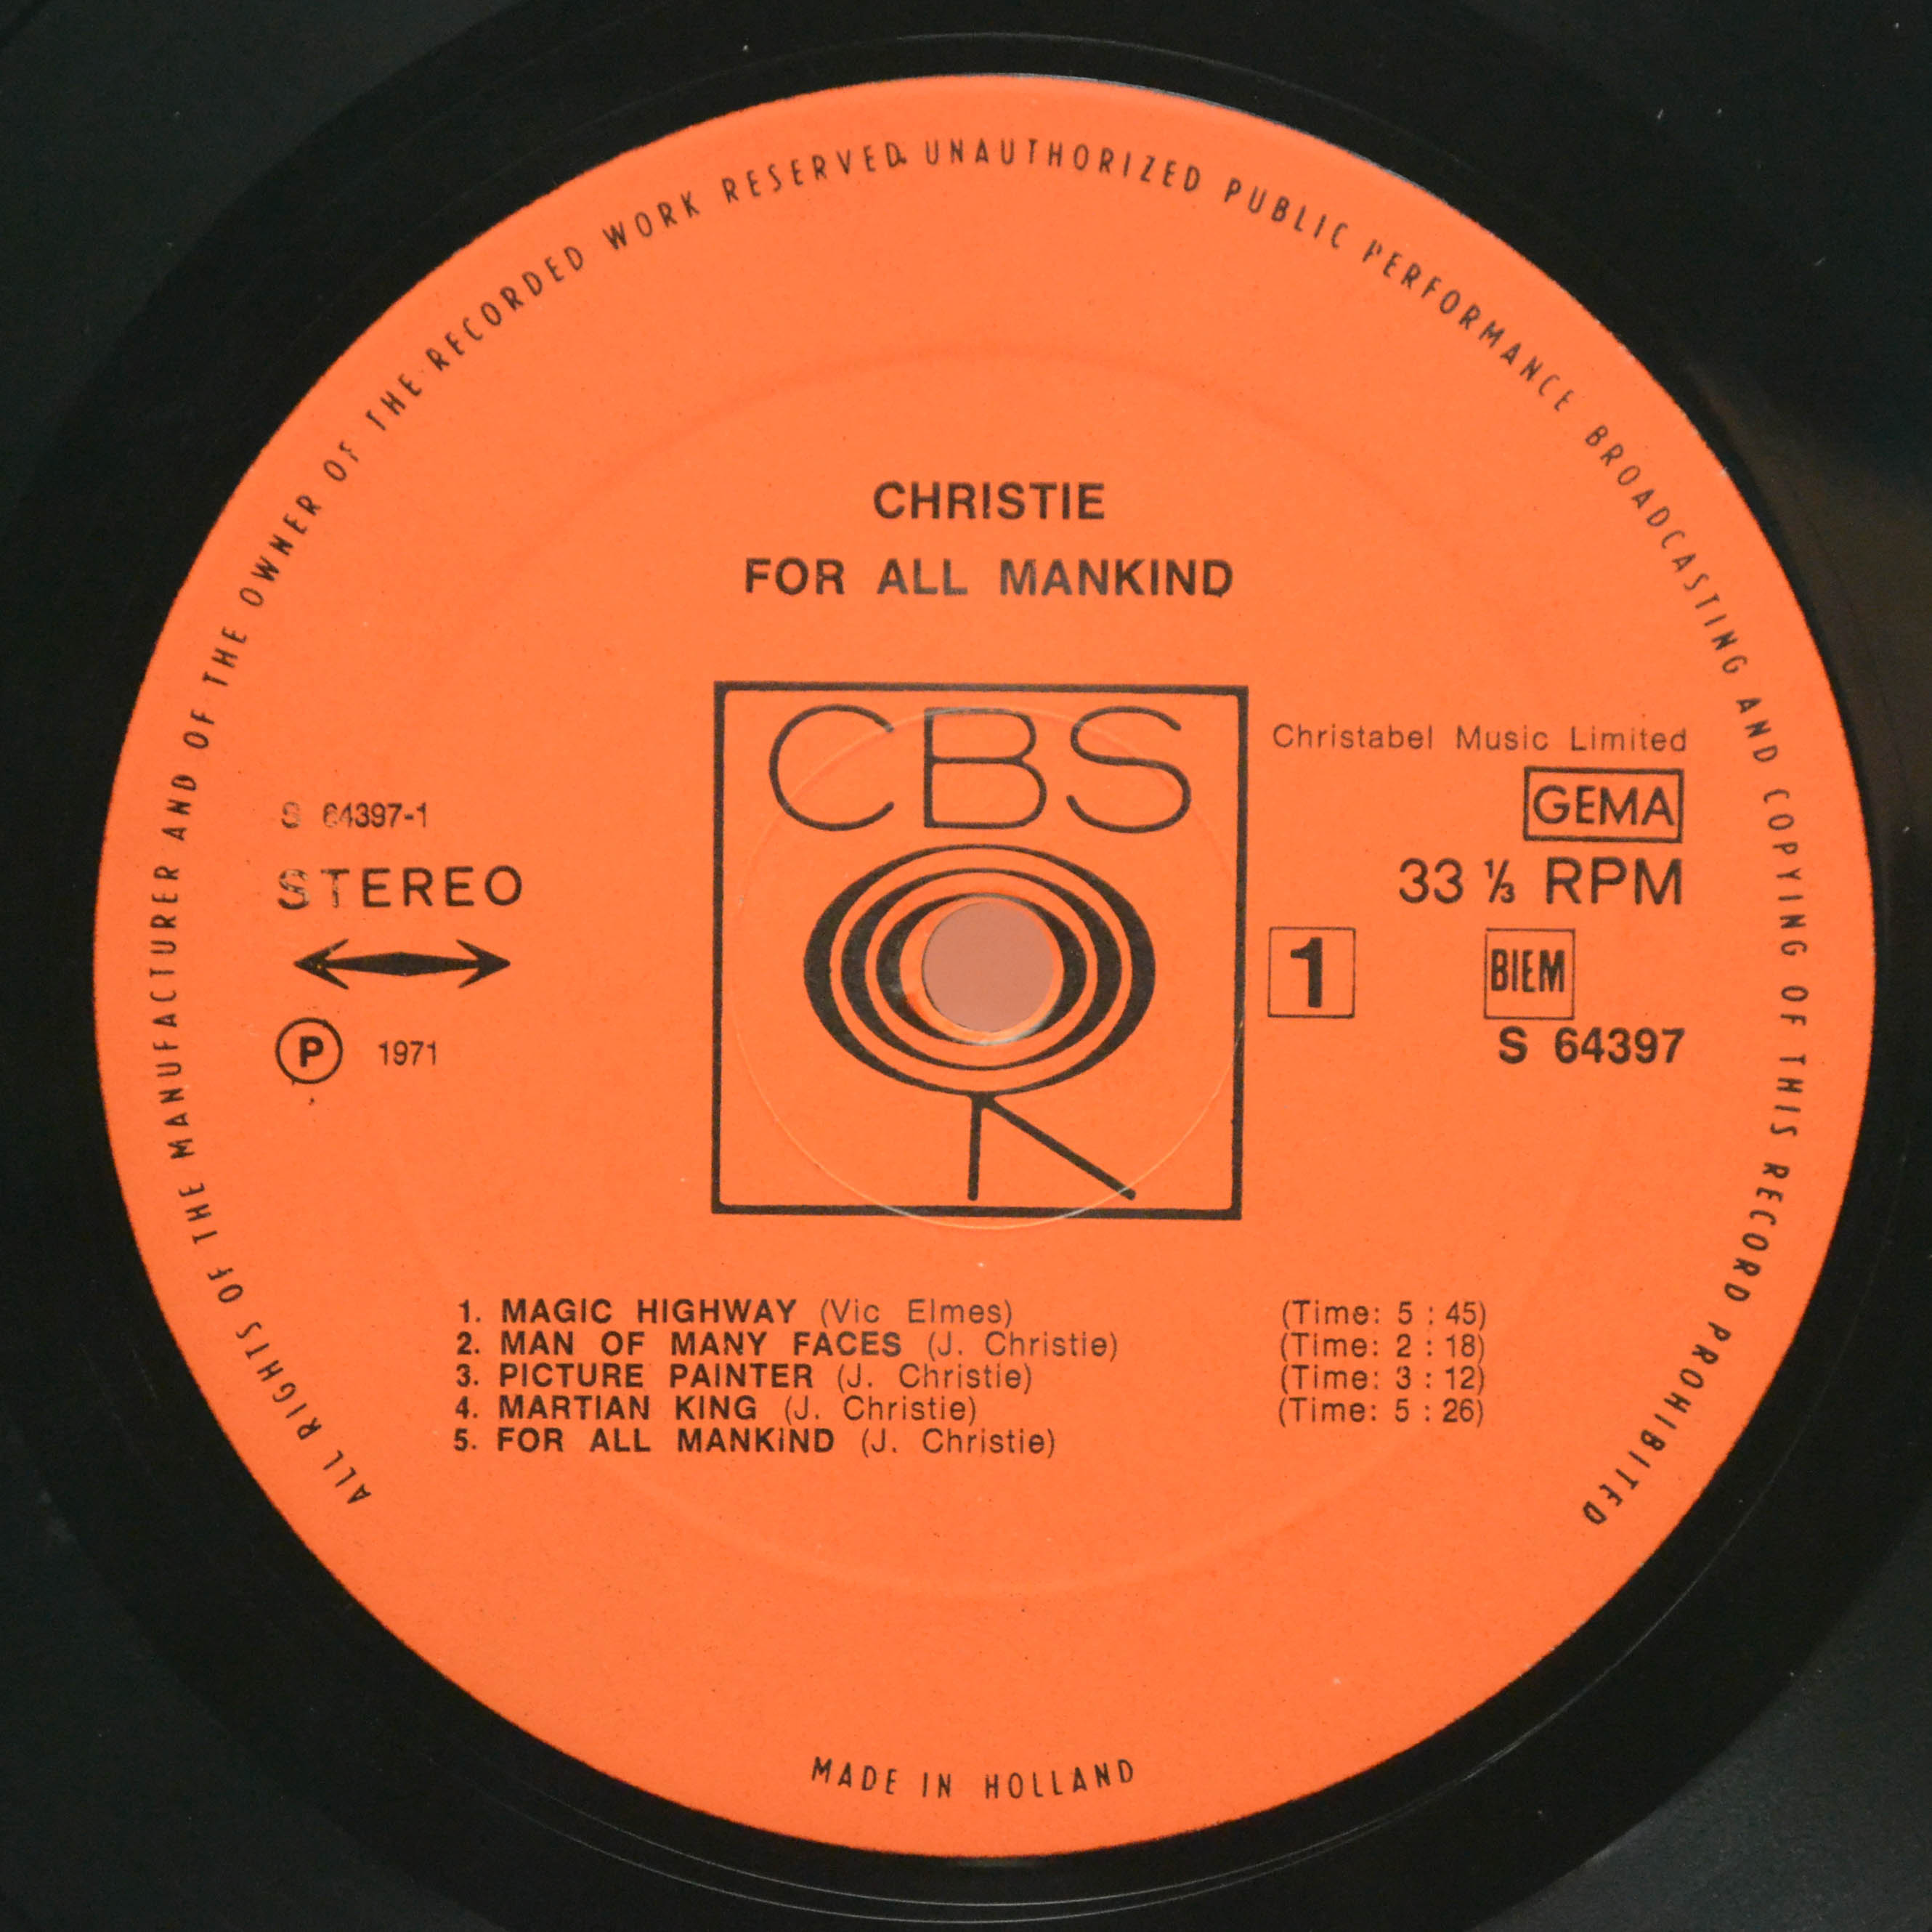 ALL RIGHTS OF THE MANUFACTURER AND OF THE OWNER OF THE RECORDED WORK RESERVED. UNAUTHORIZED PUBLIC PERFORMANCE BROADCASTING AND COPYING OF THIS RECORD PROHIBITED
CHRISTIE
FOR ALL MANKIND
CBS
Christabel Music Limited
GEMA
S 64397-1
STEREO
33 ⅓ RPM
1
BIEM
P 1971
S 64397
1. MAGIC HIGHWAY (Vic Elmes) (Time: 5 : 45)
2. MAN OF MANY FACES (J. Christie) (Time: 2 : 18)
3. PICTURE PAINTER (J. Christie) (Time: 3 : 12)
4. MARTIAN KING (J. Christie) (Time: 5 : 26)
5. FOR ALL MANKIND (J. Christie)
MADE IN HOLLAND